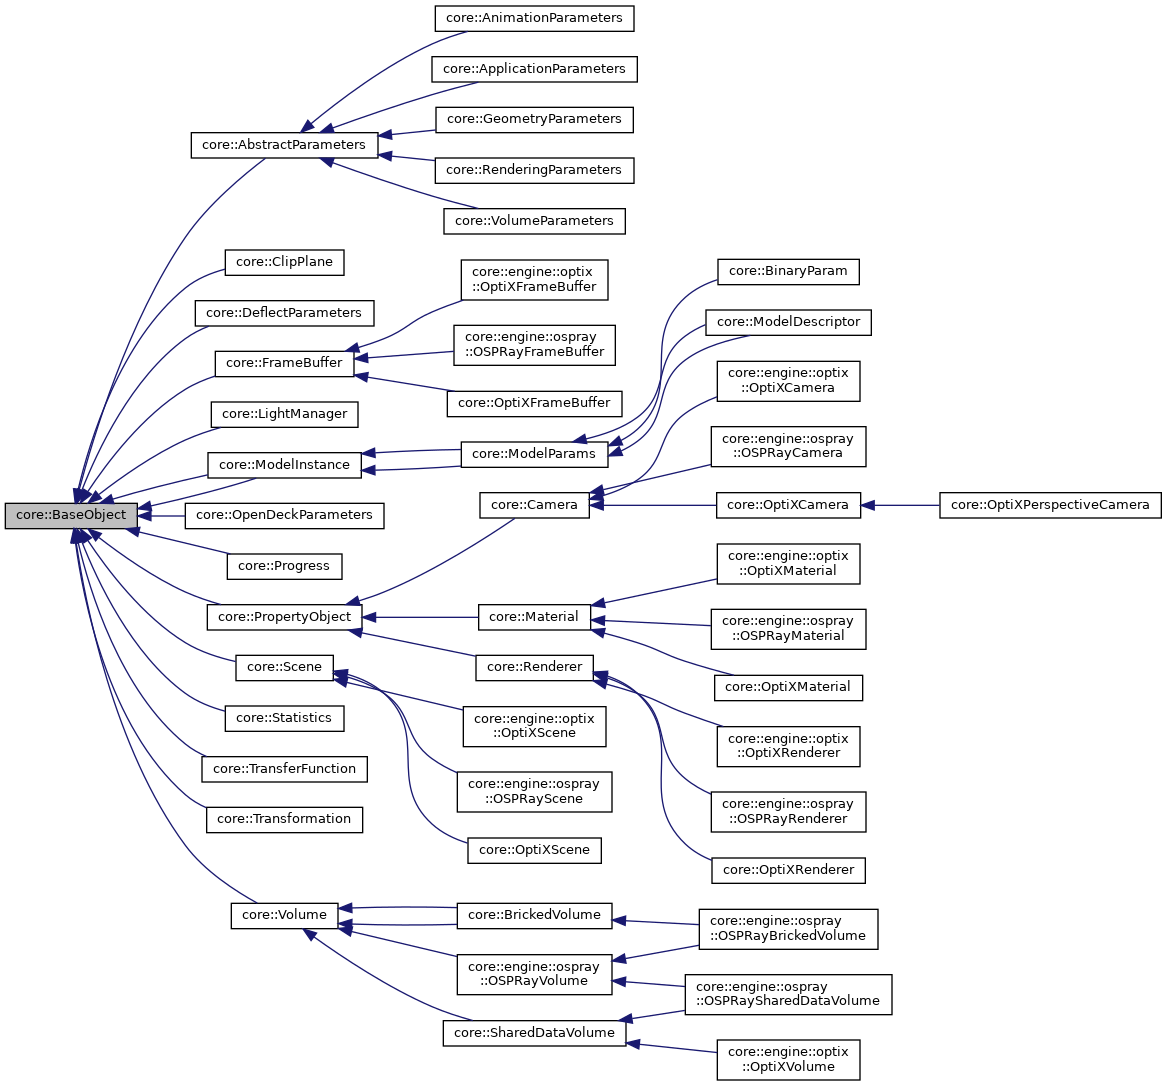 core::AnimationParameters
core::ApplicationParameters
core::GeometryParameters
core::AbstractParameters
core::RenderingParameters
core::VolumeParameters
core::ClipPlane
core::engine::optix
::OptiXFrameBuffer
core::BinaryParam
core::DeflectParameters
core::ModelDescriptor
core::engine::ospray
::OSPRayFrameBuffer
core::FrameBuffer
core::engine::optix
::OptiXCamera
core::OptiXFrameBuffer
core::LightManager
core::engine::ospray
::OSPRayCamera
core::ModelParams
core::ModelInstance
core::Camera
core::OptiXCamera
core::OptiXPerspectiveCamera
core::BaseObject
core::OpenDeckParameters
core::Progress
core::engine::optix
::OptiXMaterial
core::PropertyObject
core::Material
core::engine::ospray
::OSPRayMaterial
core::Scene
core::Renderer
core::OptiXMaterial
core::Statistics
core::engine::optix
::OptiXScene
core::engine::optix
::OptiXRenderer
core::TransferFunction
core::engine::ospray
::OSPRayScene
core::engine::ospray
::OSPRayRenderer
core::Transformation
core::OptiXScene
core::OptiXRenderer
core::Volume
core::BrickedVolume
core::engine::ospray
::OSPRayBrickedVolume
core::engine::ospray
::OSPRayVolume
core::engine::ospray
::OSPRaySharedDataVolume
core::SharedDataVolume
core::engine::optix
::OptiXVolume